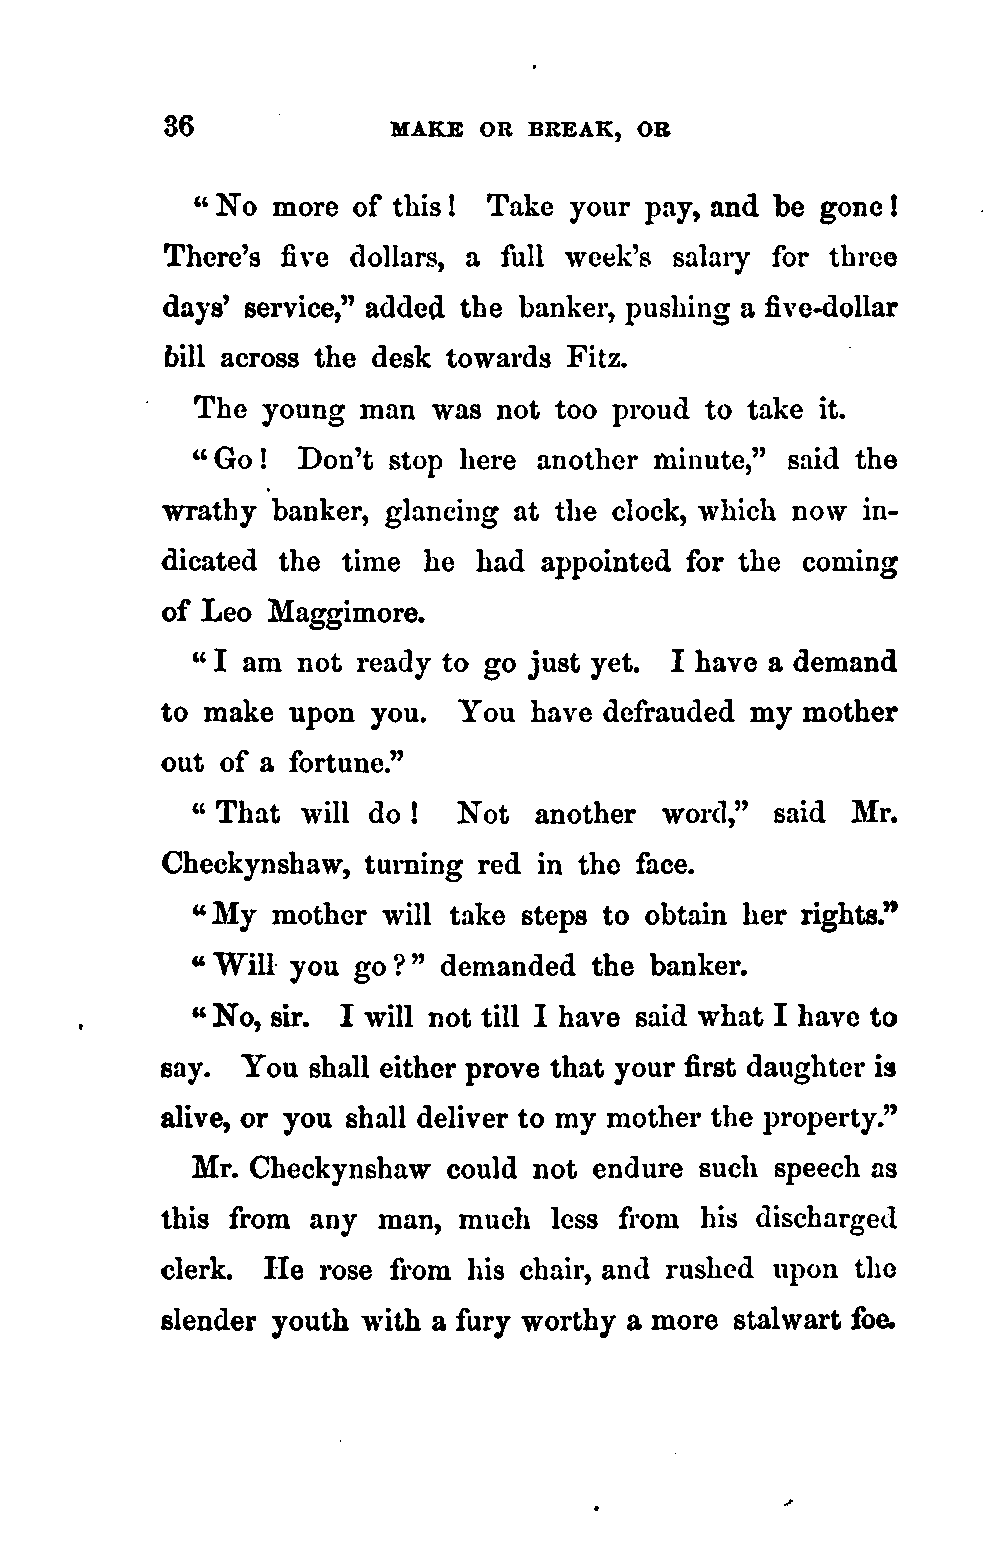 36 MAKE OR BREAK, OR
“No more of this! Take your pay, and be gone!
There’s five dollars, a full week’s salary for three
days’ service,” added the banker, pushing a five-dollar
bill across the desk towards Fitz.
The young man was not too proud to take it.
“Go! Don’t stop here another minute,” said the
wrathy banker, glancing at the clock, which now in-
dicated the time he had appointed for the coming
of Leo Maggimore.
“I am not ready to go just yet. I have a demand
to make upon you. You have defrauded my mother
out of a fortune.”
“That will do! Not another word,” said Mr.
Checkynshaw, turning red in the face.
“My mother will take steps to obtain her rights.”
“Will you go?” demanded the banker.
“No, sir. I will not till I have said what I have to
say. You shall either prove that your first daughter is
alive, or you shall deliver to my mother the property.”
Mr. Checkynshaw could not endure such speech as
this from any man, much less from his discharged
clerk. He rose from his chair, and rushed upon the
slender youth with a fury worthy a more stalwart foe.